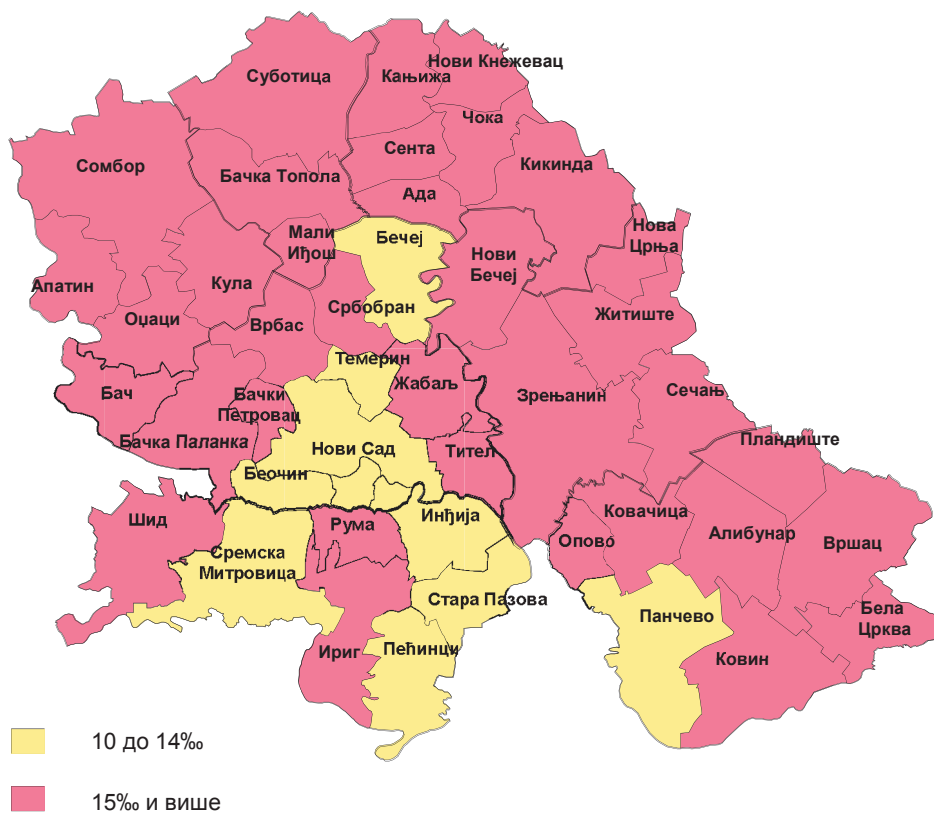 Суботица
Кањижа
Нови Кнежевац
Чока
Сомбор
Бачка Топола
Сента
Кикинда
Ада
Мали
Иђош
Бечеј
Нови
Бечеј
Нова
Црња
Апатин
Кула
Србобран
Житиште
Оџаци
Врбас
Темерин
Жабаљ
Зрењанин
Сечањ
Бач
Бачки
Петровац
Бачка Паланка
Нови Сад
Тител
Пландиште
Беочин
Шид
Рума
Инђија
Ковачица
Опово
Алибунар
Вршац
Сремска
Митровица
Стара Пазова
Панчево
Бела
Црква
Ириг
Пећинци
Ковин
10 до 14‰
15‰ и више